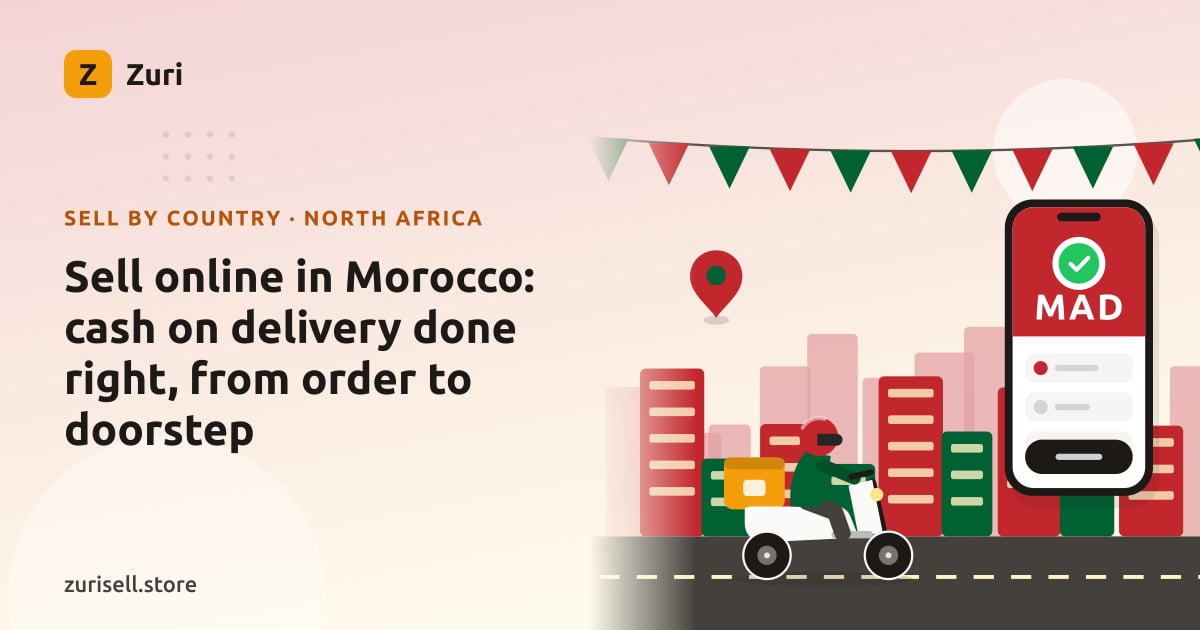 Z Zuri
SELL BY COUNTRY · NORTH AFRICA
Sell online in Morocco:
cash on delivery done
right, from order to
doorstep
MAD
zurisell.store